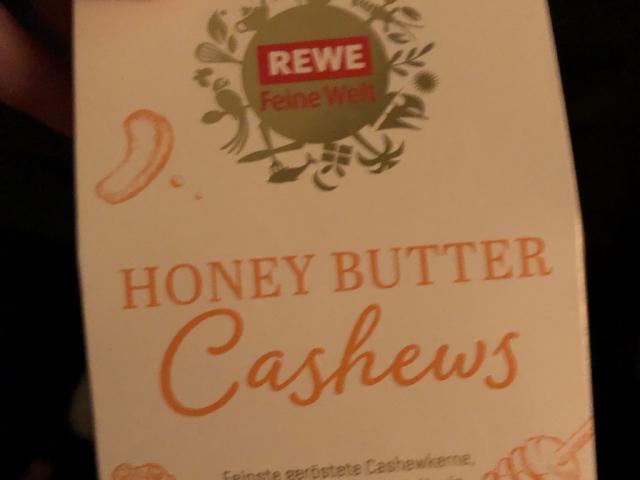 REWE
Feine Welt
HONEY BUTTER
Cashews
Feinste geröstete Cashewkerne,